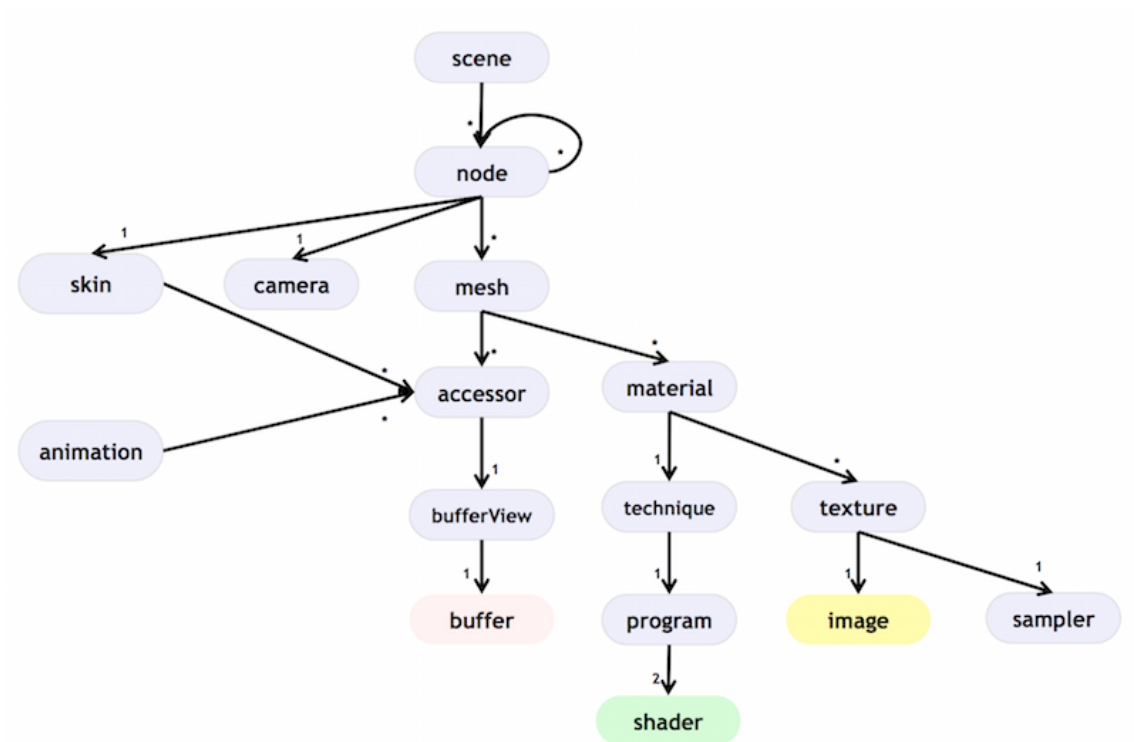 scene
*
*
node
1
1
*
skin
camera
mesh
*
*
*
material
accessor
*
animation
1
1
*
bufferView
technique
texture
1
1
1
1
buffer
program
image
sampler
2
shader